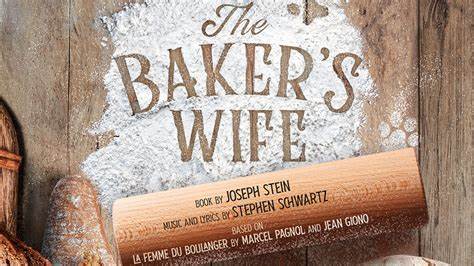 The
BAKER'S
WIFE
BOOK BY JOSEPH STEIN
MUSIC AND LYRICS BY STEPHEN SCHWARTZ
BASED ON
LA FEMME DU BOULANGER BY MARCEL PAGNOL AND JEAN GIONO